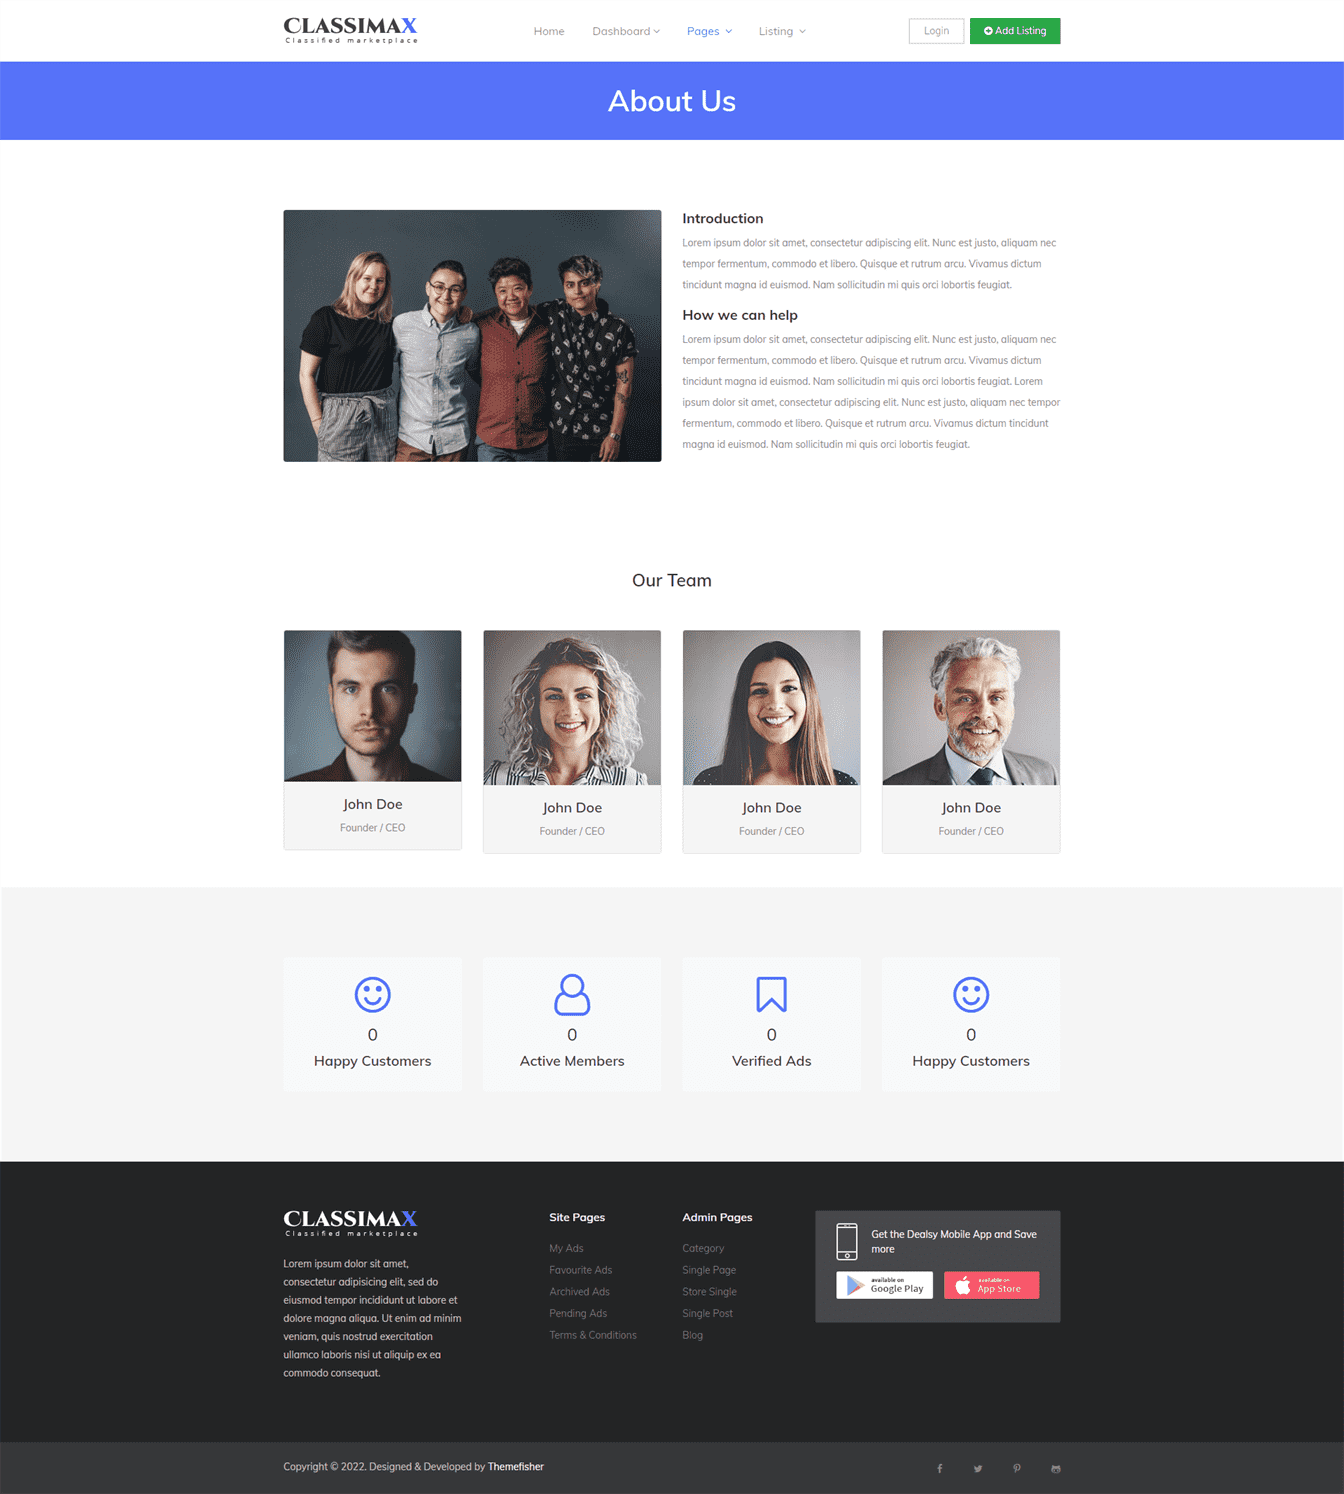 CLASSIMAX
Classified marketplace
Home
Dashboard
Pages
Listing
Login
Add Listing
About Us
Introduction
Lorem ipsum dolor sit amet, consectetur adipiscing elit. Nunc est justo, aliquam nec
tempor fermentum, commodo et libero. Quisque et rutrum arcu. Vivamus dictum
tincidunt magna id euismod. Nam sollicitudin mi quis orci lobortis feugiat.
How we can help
Lorem ipsum dolor sit amet, consectetur adipiscing elit. Nunc est justo, aliquam nec
tempor fermentum, commodo et libero. Quisque et rutrum arcu. Vivamus dictum
tincidunt magna id euismod. Nam sollicitudin mi quis orci lobortis feugiat. Lorem
ipsum dolor sit amet, consectetur adipiscing elit. Nunc est justo, aliquam nec tempor
fermentum, commodo et libero. Quisque et rutrum arcu. Vivamus dictum tincidunt
magna id euismod. Nam sollicitudin mi quis orci lobortis feugiat.
Our Team
John Doe
Founder / CEO
John Doe
Founder / CEO
John Doe
Founder / CEO
John Doe
Founder / CEO
0
Happy Customers
0
Active Members
0
Verified Ads
0
Happy Customers
CLASSIMAX
Classified marketplace
Lorem ipsum dolor sit amet,
consectetur adipisicing elit, sed do
eiusmod tempor incididunt ut labore et
dolore magna aliqua. Ut enim ad minim
veniam, quis nostrud exercitation
ullamco laboris nisi ut aliquip ex ea
commodo consequat.
Site Pages
My Ads
Favourite Ads
Archived Ads
Pending Ads
Terms & Conditions
Admin Pages
Category
Single Page
Store Single
Single Post
Blog
Get the Dealsy Mobile App and Save
more
available on
Google Play
available on
App Store
Copyright © 2022. Designed & Developed by Themefisher